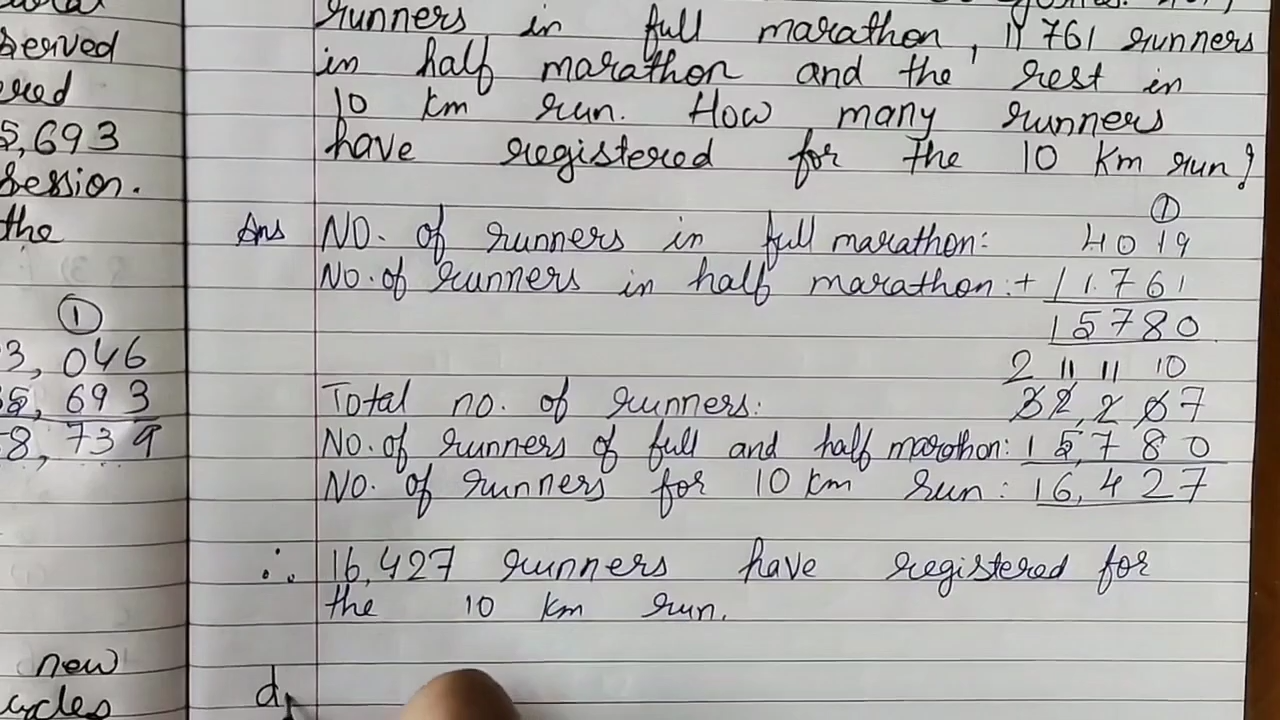 served
5,693
session.
the
①
3,046
693
8,739
new
cycles
runners in full marathon, 11761 runners
in half marathon and the rest in
10 km run. How many runners
have registered for the 10 km run?
①
Ans No. of runners in full marathon: 4019
No. of runners in half marathon: + 11761
15780
2 11 11 10
Total no. of runners: 32,207
No. of runners of full and half marothon: 15,780
No. of runners for 10 km run: 16,427
∴ 16,427 runners have registered for
the 10 km run.
d